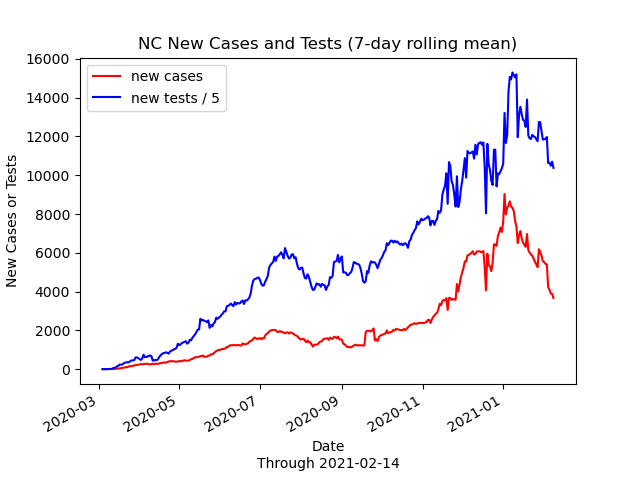 NC New Cases and Tests (7-day rolling mean)
new cases
new tests / 5
16000
14000
12000
10000
8000
6000
4000
2000
0
New Cases or Tests
2020-03
2020-05
2020-07
2020-09
2020-11
2021-01
Date
Through 2021-02-14